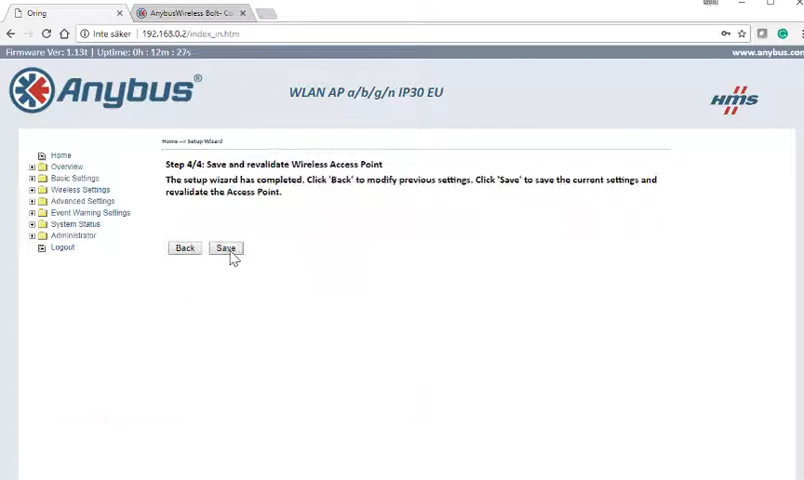 Oring
AnybusWireless Bolt- Co
Inte säker
192.168.0.2/index_in.htm
Firmware Ver: 1.13t | Uptime: 0h : 12m : 27s
www.anybus.com
Anybus®
WLAN AP a/b/g/n IP30 EU
HMS
Home --> Setup Wizard
Home
Overview
Basic Settings
Wireless Settings
Advanced Settings
Event Warning Settings
System Status
Administrator
Logout
Step 4/4: Save and revalidate Wireless Access Point
The setup wizard has completed. Click 'Back' to modify previous settings. Click 'Save' to save the current settings and
revalidate the Access Point.
Back
Save